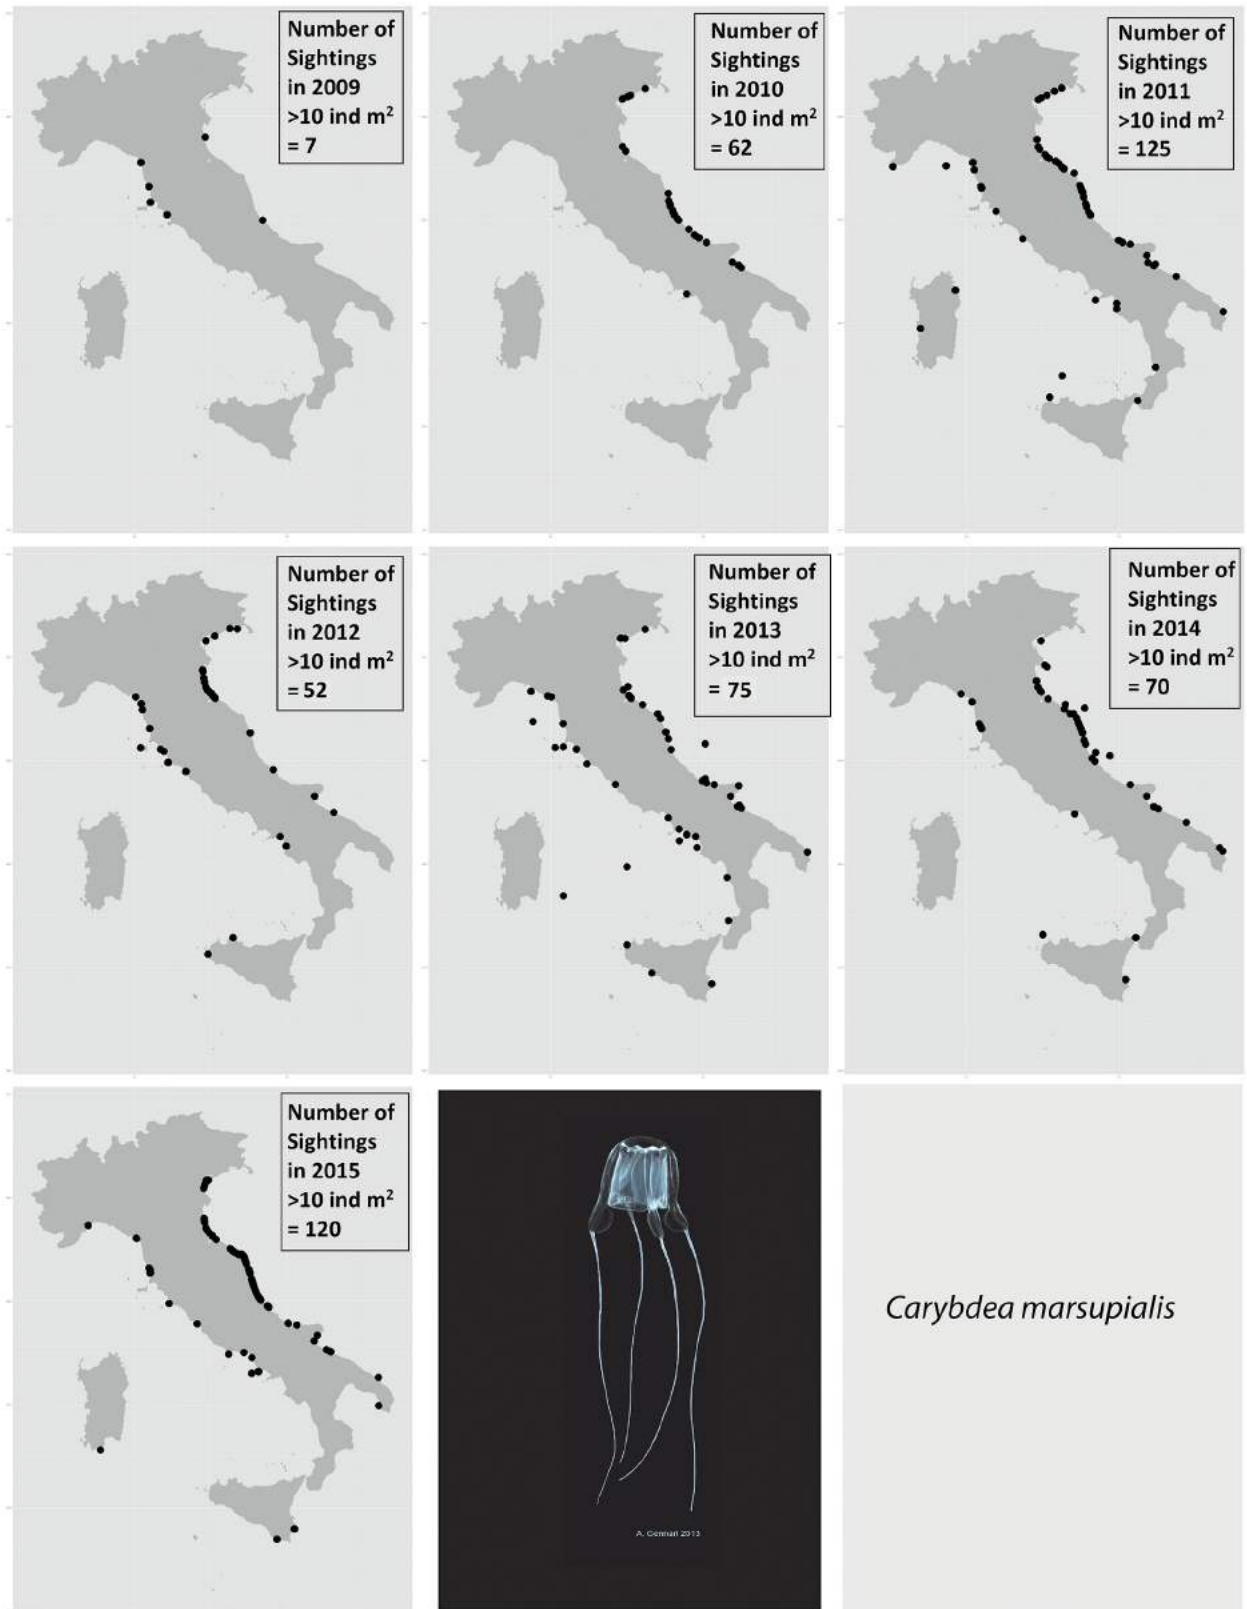 Number of
Sightings
in 2009
>10 ind m²
= 7
Number of
Sightings
in 2010
>10 ind m²
= 62
Number of
Sightings
in 2011
>10 ind m²
= 125
Number of
Sightings
in 2012
>10 ind m²
= 52
Number of
Sightings
in 2013
>10 ind m²
= 75
Number of
Sightings
in 2014
>10 ind m²
= 70
Number of
Sightings
in 2015
>10 ind m²
= 120
A. Gennari 2013
Carybdea marsupialis